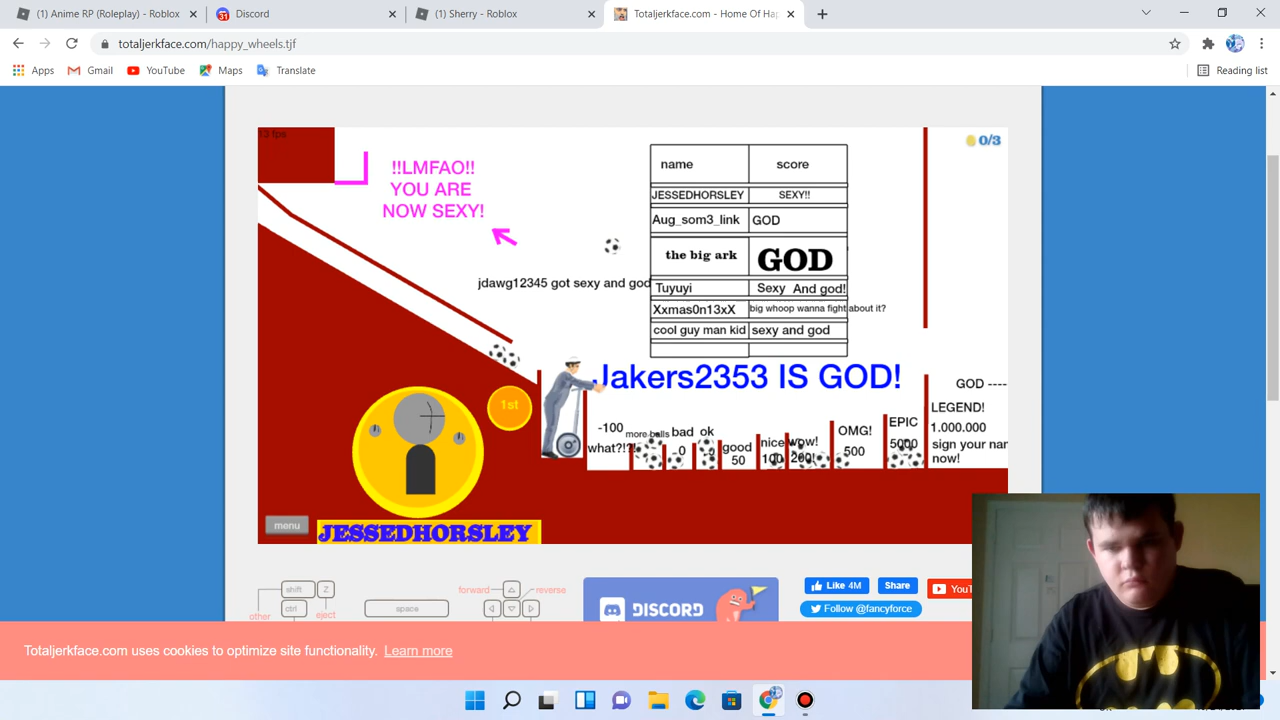 (1) Anime RP (Roleplay) - Roblox
31
Discord
(1) Sherry - Roblox
Totaljerkface.com - Home Of Hap
totaljerkface.com/happy_wheels.tjf
Apps
Gmail
YouTube
Maps
Translate
Reading list
13 fps
0/3
!!LMFAO!!
YOU ARE
NOW SEXY!
name score
JESSEDHORSLEY SEXY!!
Aug_som3_link GOD
the big ark GOD
jdawg12345 got sexy and god
Tuyuyi Sexy And god!
Xxmas0n13xX big whoop wanna fight about it?
cool guy man kid sexy and god
Jakers2353 IS GOD!
GOD ----
1st
LEGEND!
-100 more balls bad ok nice wow! OMG! EPIC 1.000.000
what?!?! -0 good 50 100 200! 500 5000 sign your nar
now!
menu
JESSEDHORSLEY
shift Z
ctrl
other
eject
space
forward
reverse
DISCORD
Like 4M
Share
YouT
Follow @fancyforce
Totaljerkface.com uses cookies to optimize site functionality. Learn more